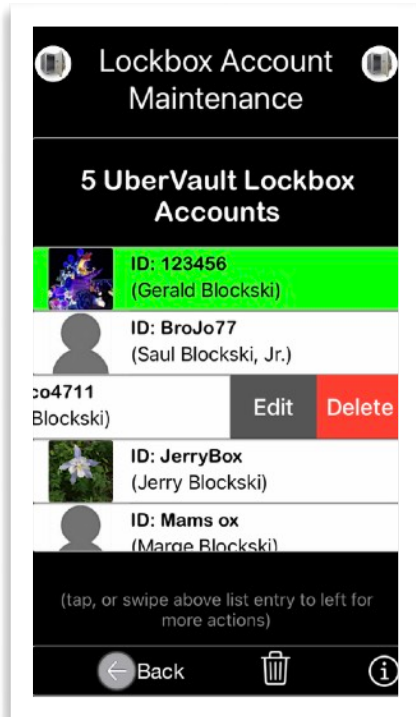 Lockbox Account
Maintenance
5 UberVault Lockbox
Accounts
ID: 123456
(Gerald Blockski)
ID: BroJo77
(Saul Blockski, Jr.)
co4711
Blockski)
Edit
Delete
ID: JerryBox
(Jerry Blockski)
ID: Mams ox
(Marge Blockski)
(tap, or swipe above list entry to left for
more actions)
Back